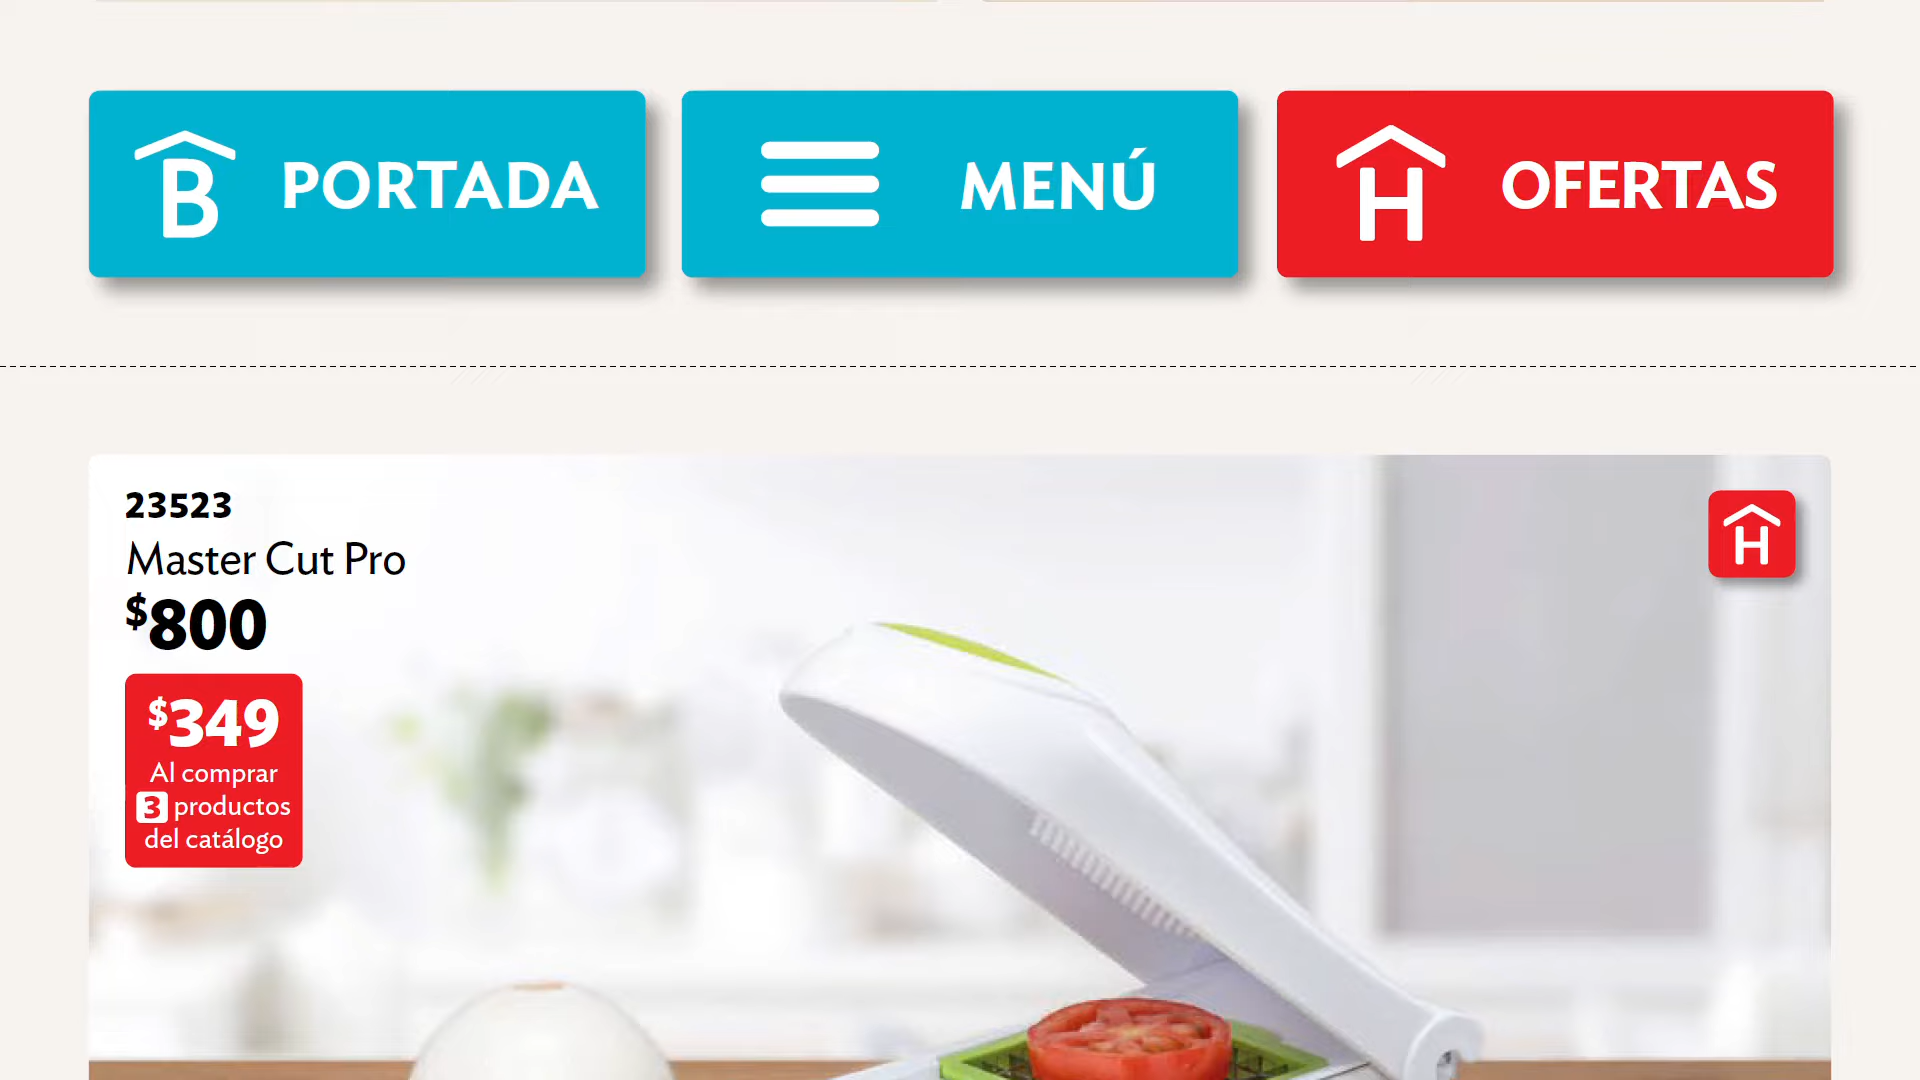 B PORTADA
MENÚ
H OFERTAS
23523
H
Master Cut Pro
$800
$349
Al comprar
3 productos
del catálogo